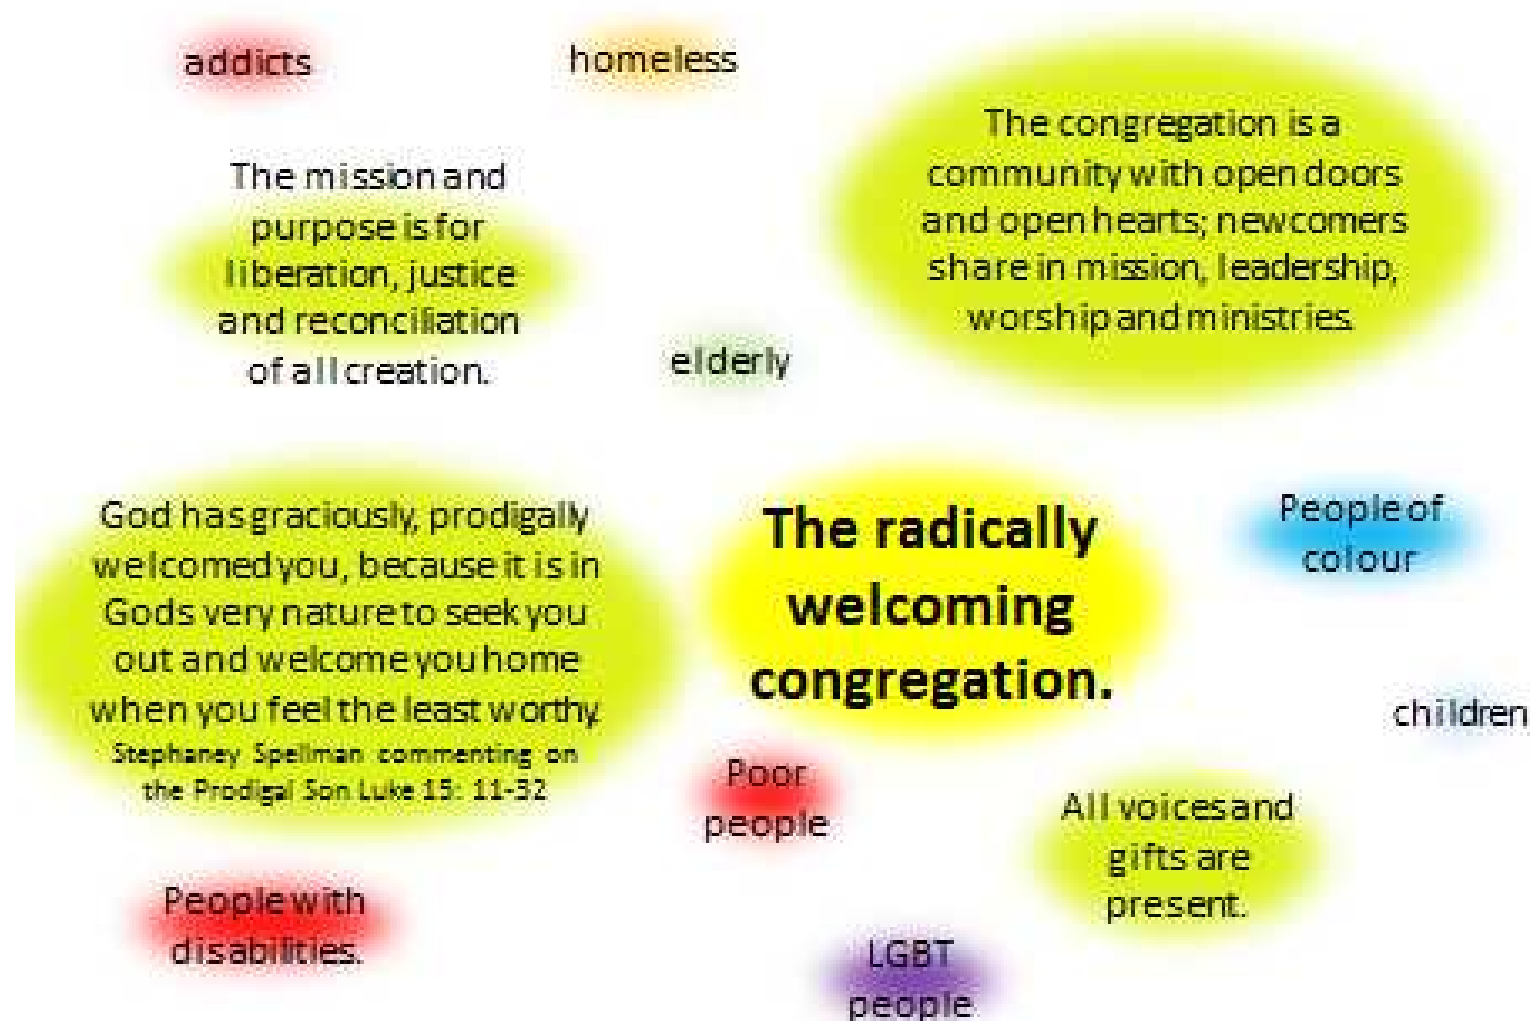 addicts
homeless
The congregation is a
community with open doors
and open hearts; newcomers
share in mission, leadership,
worship and ministries.
The mission and
purpose is for
liberation, justice
and reconciliation
of all creation.
elderly
God has graciously, prodigally
welcomed you, because it is in
Gods very nature to seek you
out and welcome you home
when you feel the least worthy.
Stephaney Spellman commenting on
the Prodigal Son Luke 15: 11-32
The radically
welcoming
congregation.
People of
colour
children
Poor
people
All voices and
gifts are
present.
People with
disabilities.
LGBT
people